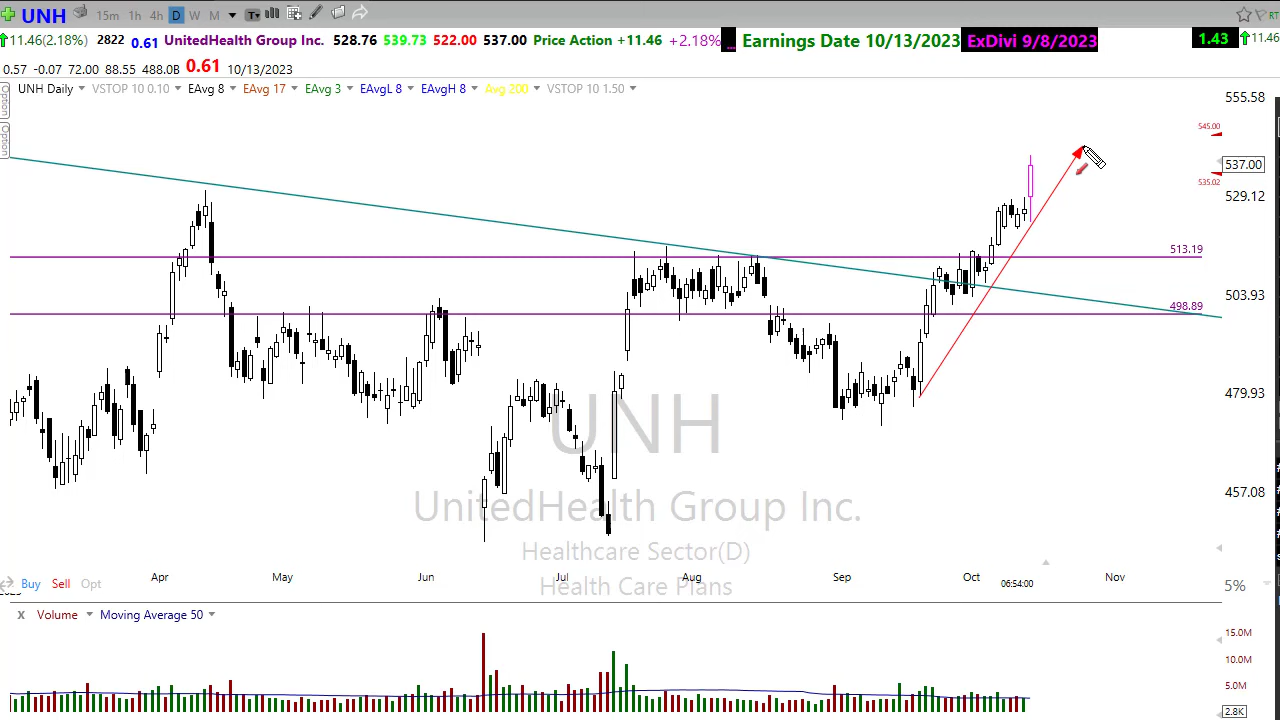 UNH 15m 1h 4h D W M T RT
11.46(2.18%) 2822 0.61 UnitedHealth Group Inc. 528.76 539.73 522.00 537.00 Price Action +11.46 +2.18% ... Earnings Date 10/13/2023 ExDivi 9/8/2023 1.43 11.46
0.57 -0.07 72.00 88.55 488.0B 0.61 10/13/2023
UNH Daily VSTOP 10 0.10 EAvg 8 EAvg 17 EAvg 3 EAvgL 8 EAvgH 8 Avg 200 VSTOP 10 1.50
Option
Option
555.58
545.00
537.00
535.02
529.12
513.19
503.93
498.89
479.93
457.08
UNH
UnitedHealth Group Inc.
Healthcare Sector(D)
Health Care Plans
Apr May Jun Jul Aug Sep Oct Nov
06:54:00
Buy Sell Opt 5%
X Volume Moving Average 50
15.0M
10.0M
5.0M
2.8K